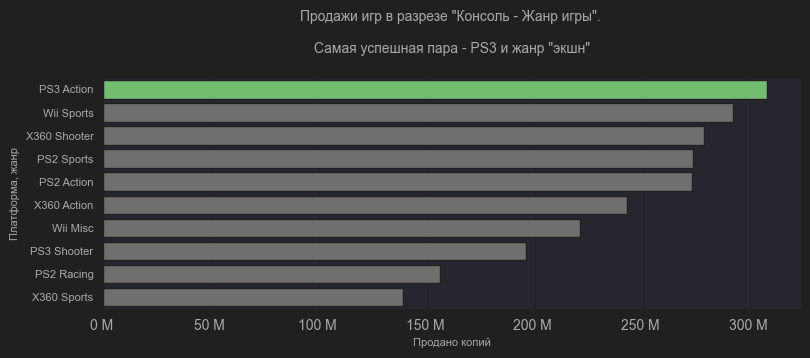 Продажи игр в разрезе "Консоль - Жанр игры".
Самая успешная пара - PS3 и жанр "экшн"
Платформа, жанр
PS3 Action
Wii Sports
X360 Shooter
PS2 Sports
PS2 Action
X360 Action
Wii Misc
PS3 Shooter
PS2 Racing
X360 Sports
0 M 50 M 100 M 150 M 200 M 250 M 300 M
Продано копий